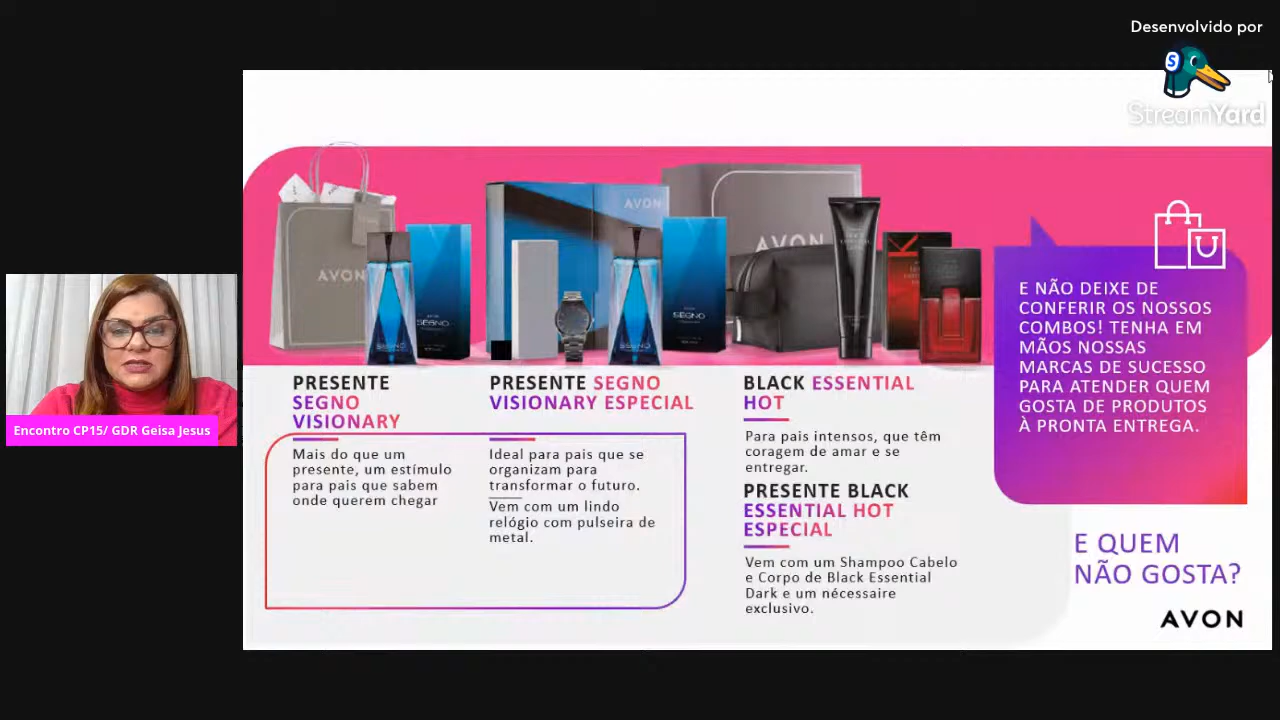 Desenvolvido por
StreamYard
AVON
AVON
AVON
SEGNO
SEGNO
PRESENTE
SEGNO
VISIONARY
Mais do que um
presente, um estímulo
para pais que sabem
onde querem chegar
PRESENTE SEGNO
VISIONARY ESPECIAL
Ideal para pais que se
organizam para
transformar o futuro.
Vem com um lindo
relógio com pulseira de
metal.
BLACK ESSENTIAL
HOT
Para pais intensos, que têm
coragem de amar e se
entregar.
PRESENTE BLACK
ESSENTIAL HOT
ESPECIAL
Vem com um Shampoo Cabelo
e Corpo de Black Essential
Dark e um nécessaire
exclusivo.
E NÃO DEIXE DE
CONFERIR OS NOSSOS
COMBOS! TENHA EM
MÃOS NOSSAS
MARCAS DE SUCESSO
PARA ATENDER QUEM
GOSTA DE PRODUTOS
À PRONTA ENTREGA.
E QUEM
NÃO GOSTA?
AVON
Encontro CP15/ GDR Geisa Jesus